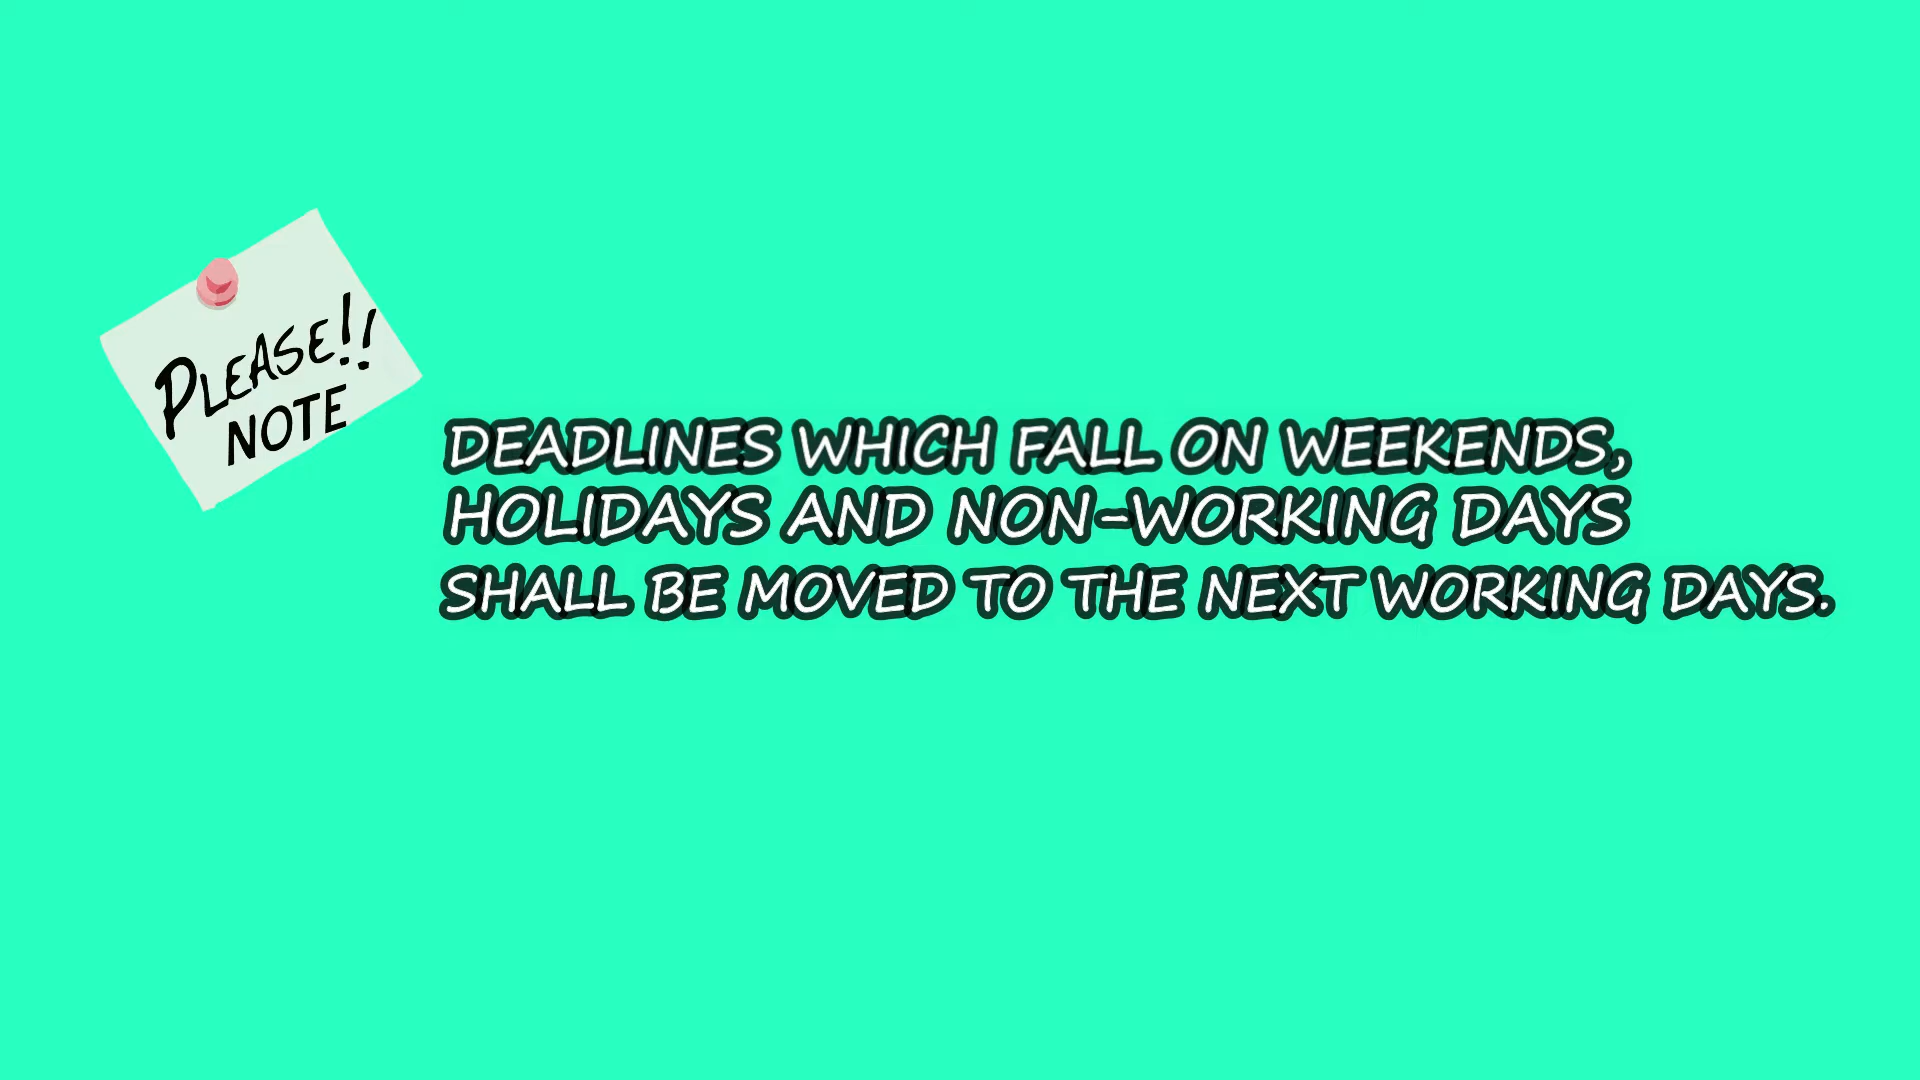 PLEASE!!
NOTE
DEADLINES WHICH FALL ON WEEKENDS,
HOLIDAYS AND NON-WORKING DAYS
SHALL BE MOVED TO THE NEXT WORKING DAYS.